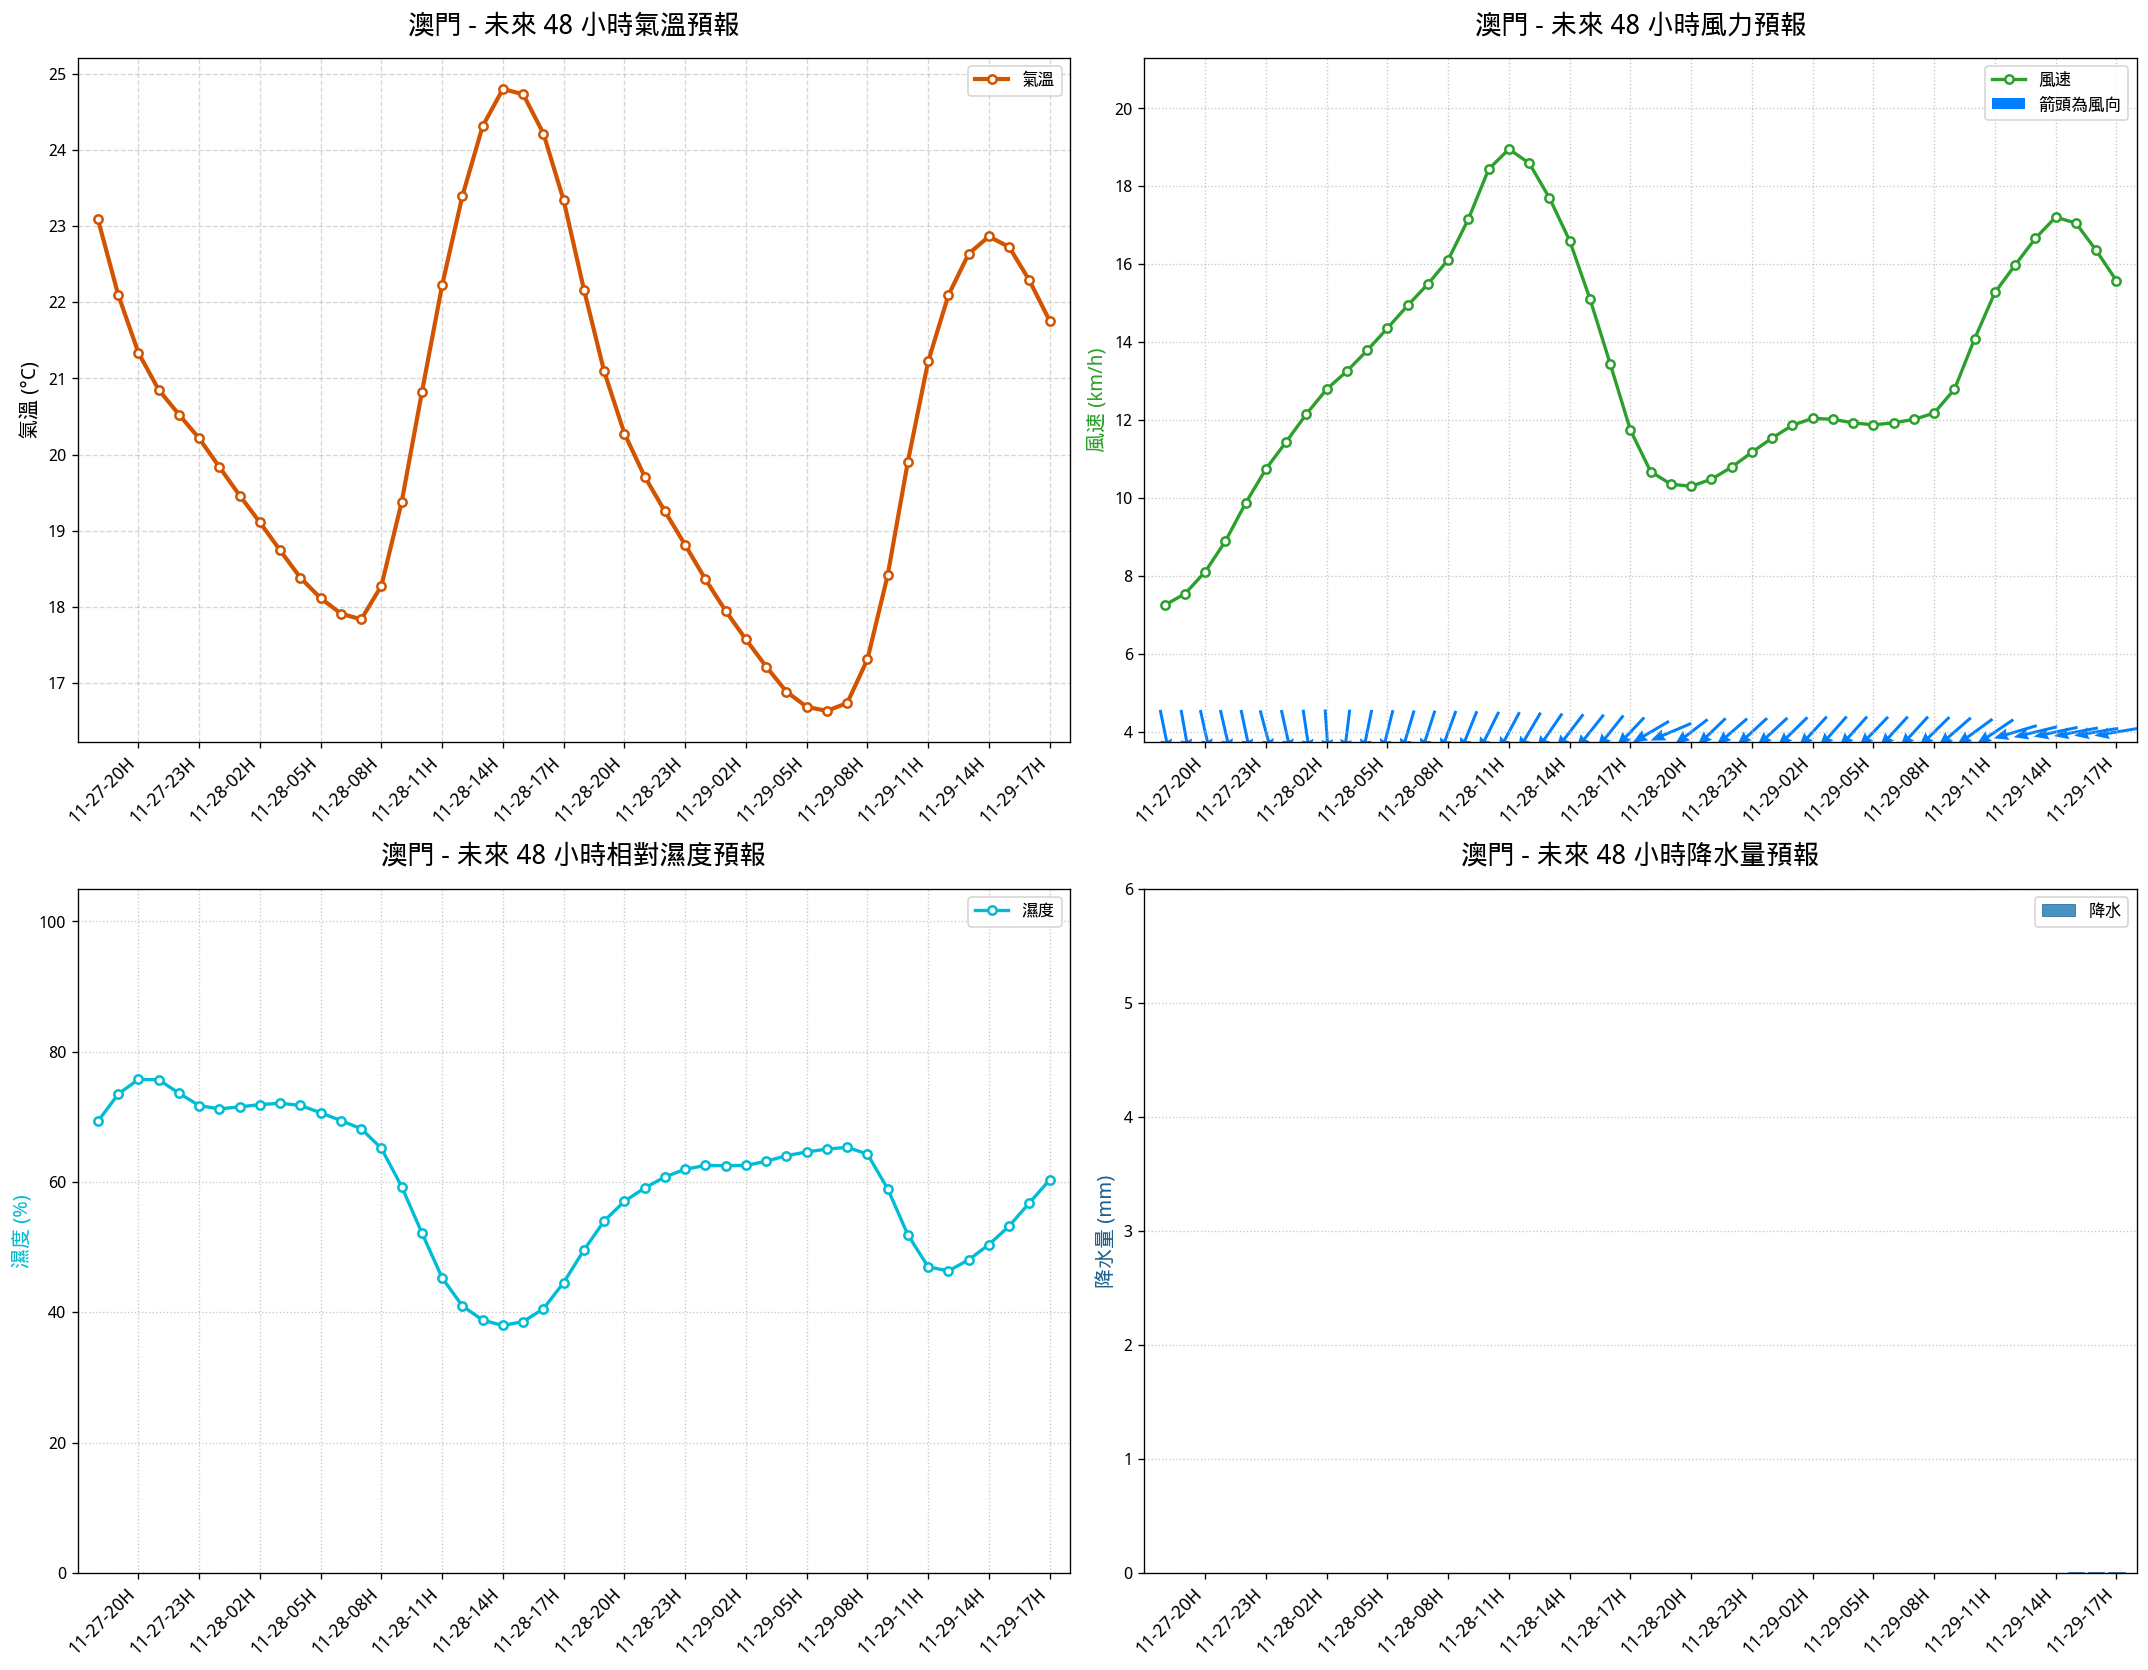 澳門 - 未來 48 小時氣溫預報
氣溫
氣溫 (°C)
25
24
23
22
21
20
19
18
17
11-27-20H
11-27-23H
11-28-02H
11-28-05H
11-28-08H
11-28-11H
11-28-14H
11-28-17H
11-28-20H
11-28-23H
11-29-02H
11-29-05H
11-29-08H
11-29-11H
11-29-14H
11-29-17H
澳門 - 未來 48 小時風力預報
風速
箭頭為風向
風速 (km/h)
20
18
16
14
12
10
8
6
4
11-27-20H
11-27-23H
11-28-02H
11-28-05H
11-28-08H
11-28-11H
11-28-14H
11-28-17H
11-28-20H
11-28-23H
11-29-02H
11-29-05H
11-29-08H
11-29-11H
11-29-14H
11-29-17H
澳門 - 未來 48 小時相對濕度預報
濕度
濕度 (%)
100
80
60
40
20
0
11-27-20H
11-27-23H
11-28-02H
11-28-05H
11-28-08H
11-28-11H
11-28-14H
11-28-17H
11-28-20H
11-28-23H
11-29-02H
11-29-05H
11-29-08H
11-29-11H
11-29-14H
11-29-17H
澳門 - 未來 48 小時降水量預報
降水
降水量 (mm)
6
5
4
3
2
1
0
11-27-20H
11-27-23H
11-28-02H
11-28-05H
11-28-08H
11-28-11H
11-28-14H
11-28-17H
11-28-20H
11-28-23H
11-29-02H
11-29-05H
11-29-08H
11-29-11H
11-29-14H
11-29-17H